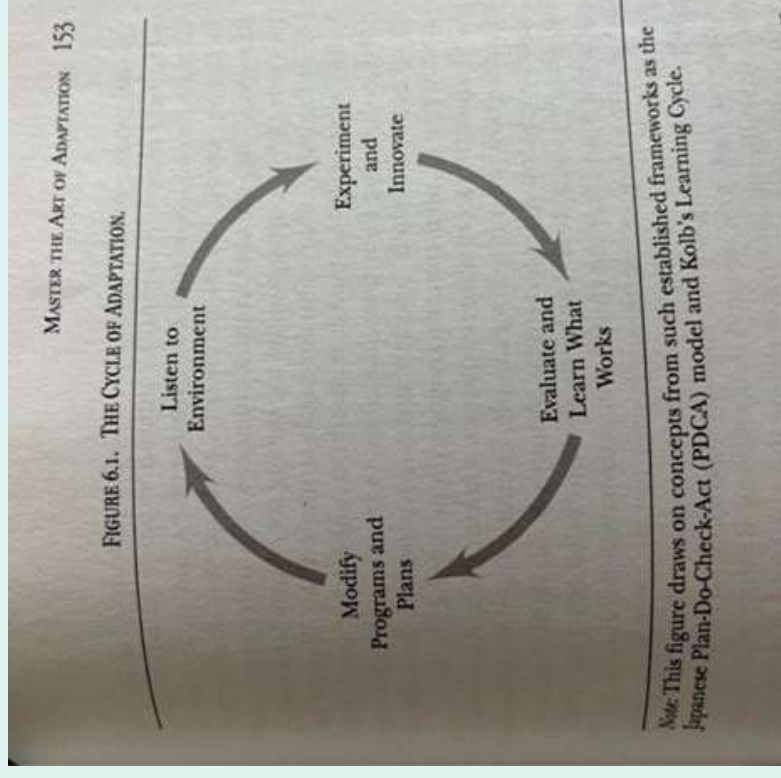 MASTER THE ART OF ADAPTATION 153
FIGURE 6.1. THE CYCLE OF ADAPTATION.
Listen to
Environment
Experiment
and
Innovate
Evaluate and
Learn What
Works
Modify
Programs and
Plans
Note: This figure draws on concepts from such established frameworks as the
Japanese Plan-Do-Check-Act (PDCA) model and Kolb's Learning Cycle.